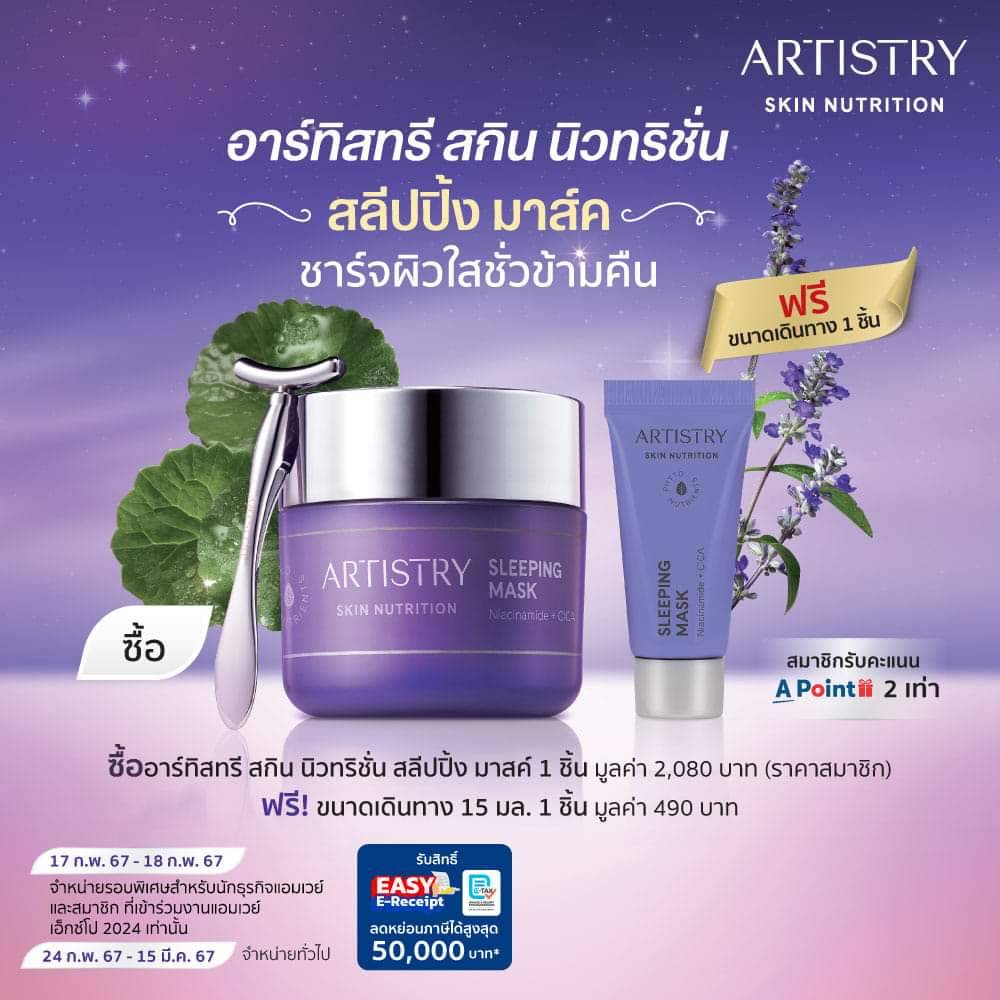 ARTISTRY
SKIN NUTRITION
อาร์ทิสทรี สกิน นิวทริชั่น
สลีปปิ้ง มาส์ค
ชาร์จผิวใสชั่วข้ามคืน
ฟรี
ขนาดเดินทาง 1 ชิ้น
ARTISTRY
SKIN NUTRITION
PHYTO
NUTRIENTS
SLEEPING
MASK
Niacinamide + CICA
ARTISTRY
SKIN NUTRITION
SLEEPING
MASK
Niacinamide + CICA
ซื้อ
สมาชิกรับคะแนน
A Point 2 เท่า
ซื้ออาร์ทิสทรี สกิน นิวทริชั่น สลีปปิ้ง มาสค์ 1 ชิ้น มูลค่า 2,080 บาท (ราคาสมาชิก)
ฟรี! ขนาดเดินทาง 15 มล. 1 ชิ้น มูลค่า 490 บาท
17 ก.พ. 67 - 18 ก.พ. 67
จำหน่ายรอบพิเศษสำหรับนักธุรกิจแอมเวย์
และสมาชิก ที่เข้าร่วมงานแอมเวย์
เอ็กซ์โป 2024 เท่านั้น
24 ก.พ. 67 - 15 มี.ค. 67 จำหน่ายทั่วไป
รับสิทธิ์
EASY
E-Receipt
E-TAX
ลดหย่อนภาษีได้สูงสุด
50,000 บาท*